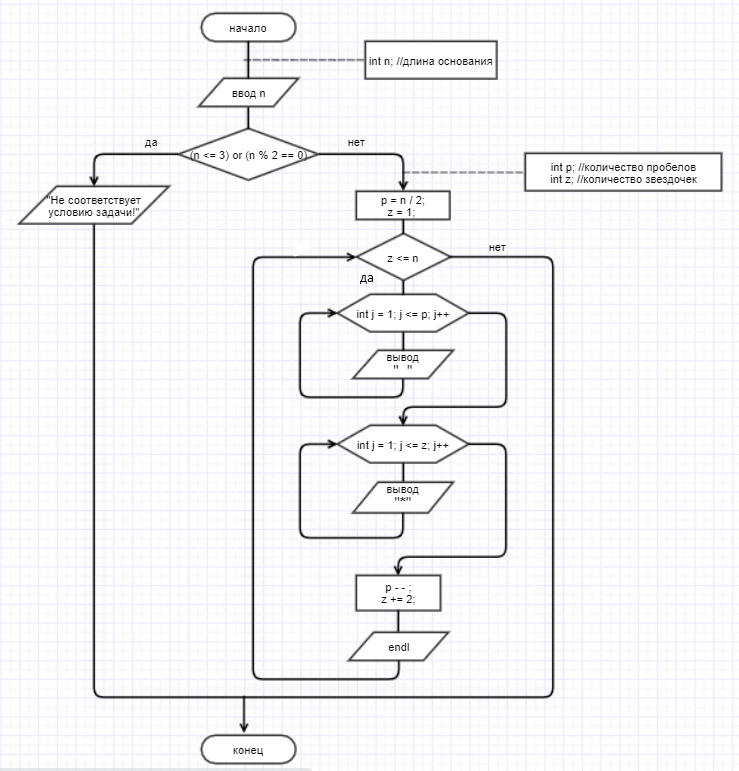 начало
int n; //длина основания
ввод n
да
(n <= 3) or (n % 2 == 0)
нет
int p; //количество пробелов
int z; //количество звездочек
"Не соответствует
условию задачи!"
p = n / 2;
z = 1;
z <= n
нет
да
int j = 1; j <= p; j++
вывод
" "
int j = 1; j <= z; j++
вывод
"*"
p - - ;
z += 2;
endl
конец